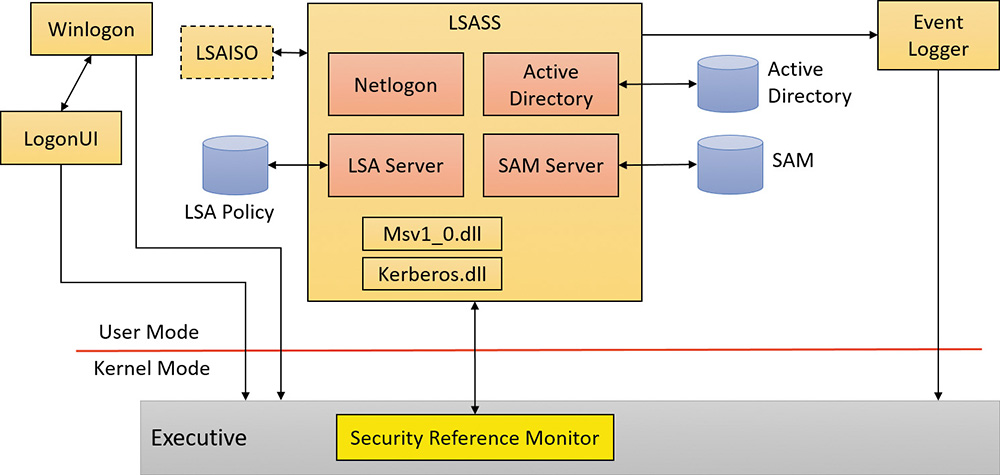 Winlogon
LogonUI
LSAISO
LSASS
Netlogon
Active
Directory
LSA Server
SAM Server
Msv1_0.dll
Kerberos.dll
LSA Policy
Active
Directory
SAM
Event
Logger
User Mode
Kernel Mode
Executive
Security Reference Monitor